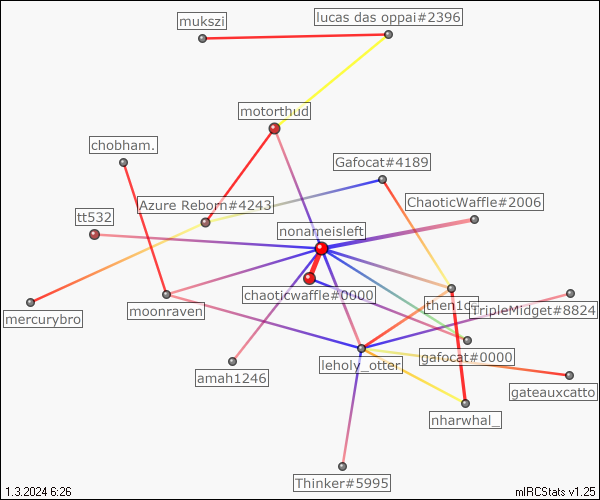 lucas das oppai#2396
mukszi
motorthud
chobham.
Gafocat#4189
Azure Reborn#4243
ChaoticWaffle#2006
tt532
nonameisleft
chaoticwaffle#0000
then1c
TripleMidget#8824
mercurybro
moonraven
gafocat#0000
leholy_otter
amah1246
gateauxcatto
nharwhal_
Thinker#5995
1.3.2024 6:26
mIRCStats v1.25